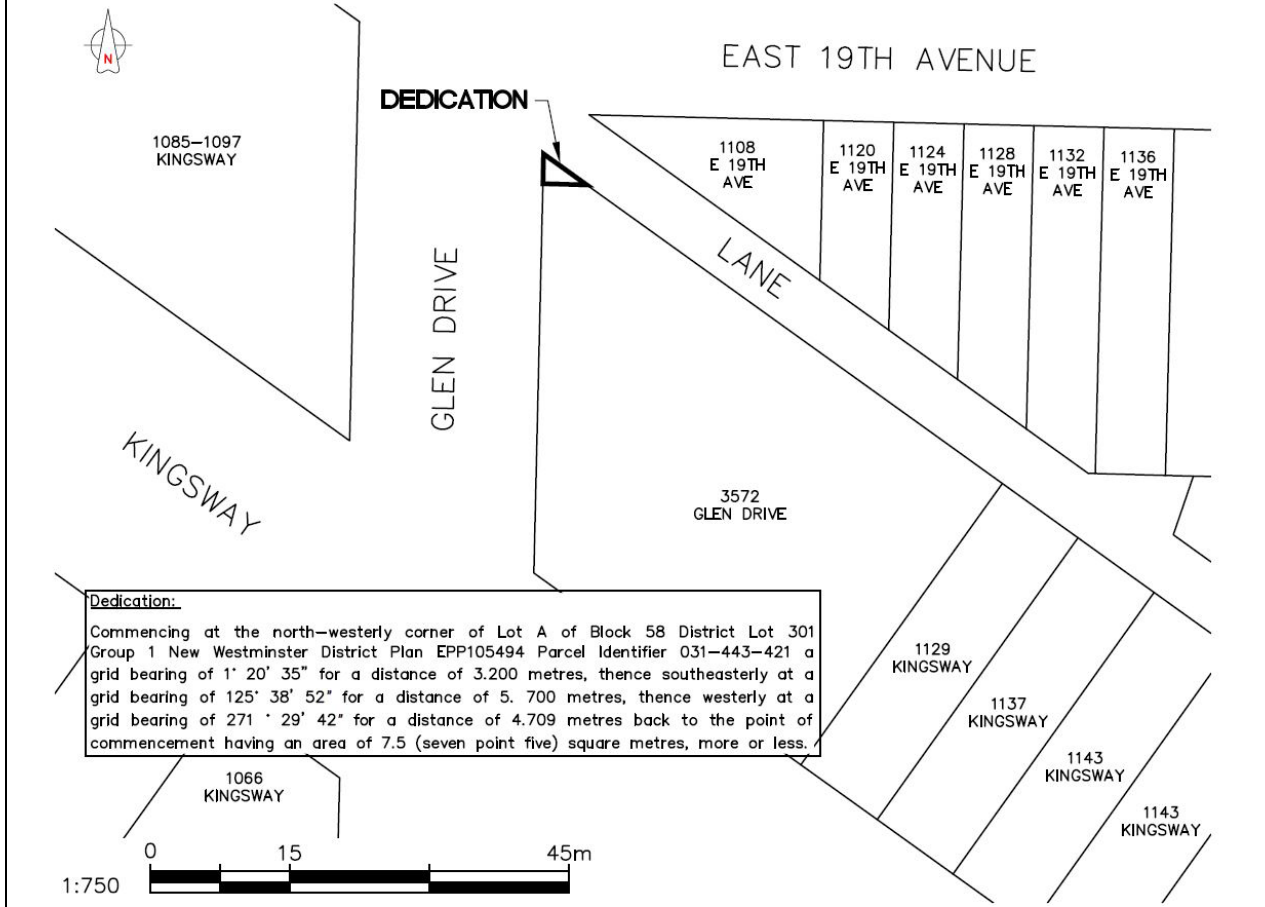 N
EAST 19TH AVENUE
DEDICATION
1085-1097
KINGSWAY
1108
E 19TH
AVE
1120
E 19TH
AVE
1124
E 19TH
AVE
1128
E 19TH
AVE
1132
E 19TH
AVE
1136
E 19TH
AVE
LANE
GLEN DRIVE
KINGSWAY
3572
GLEN DRIVE
Dedication:
Commencing at the north-westerly corner of Lot A of Block 58 District Lot 301
Group 1 New Westminster District Plan EPP105494 Parcel Identifier 031-443-421 a
grid bearing of 1° 20' 35" for a distance of 3.200 metres, thence southeasterly at a
grid bearing of 125° 38' 52" for a distance of 5. 700 metres, thence westerly at a
grid bearing of 271 ° 29' 42" for a distance of 4.709 metres back to the point of
commencement having an area of 7.5 (seven point five) square metres, more or less.
1129
KINGSWAY
1137
KINGSWAY
1143
KINGSWAY
1143
KINGSWAY
1066
KINGSWAY
0 15 45m
1:750